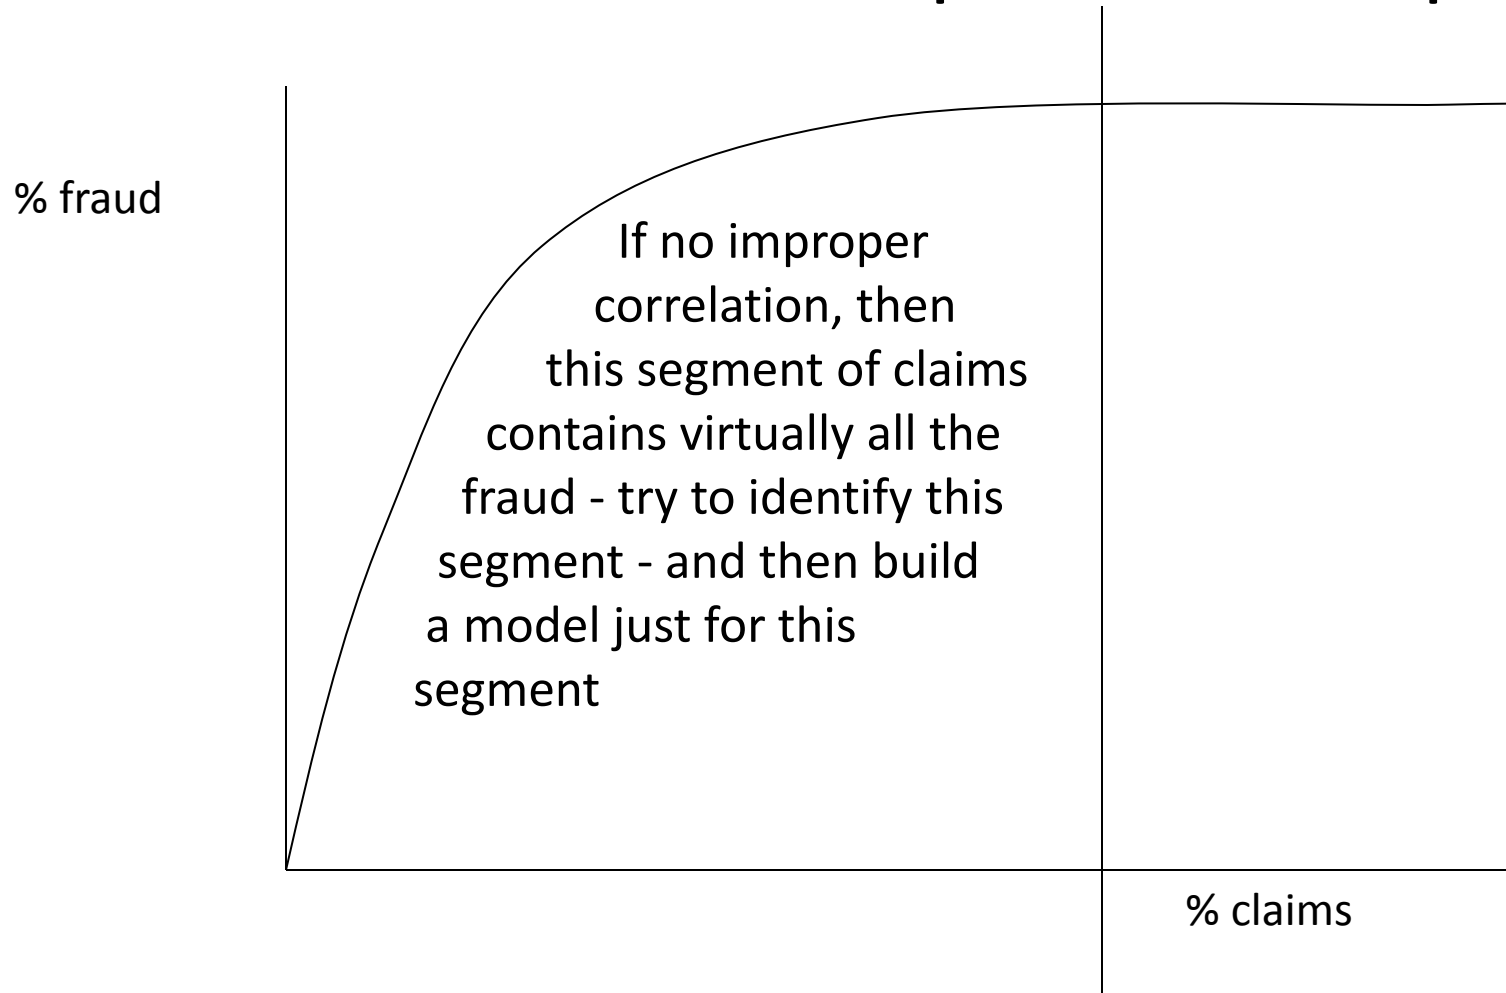 % fraud
If no improper
correlation, then
this segment of claims
contains virtually all the
fraud - try to identify this
segment - and then build
a model just for this
segment
% claims